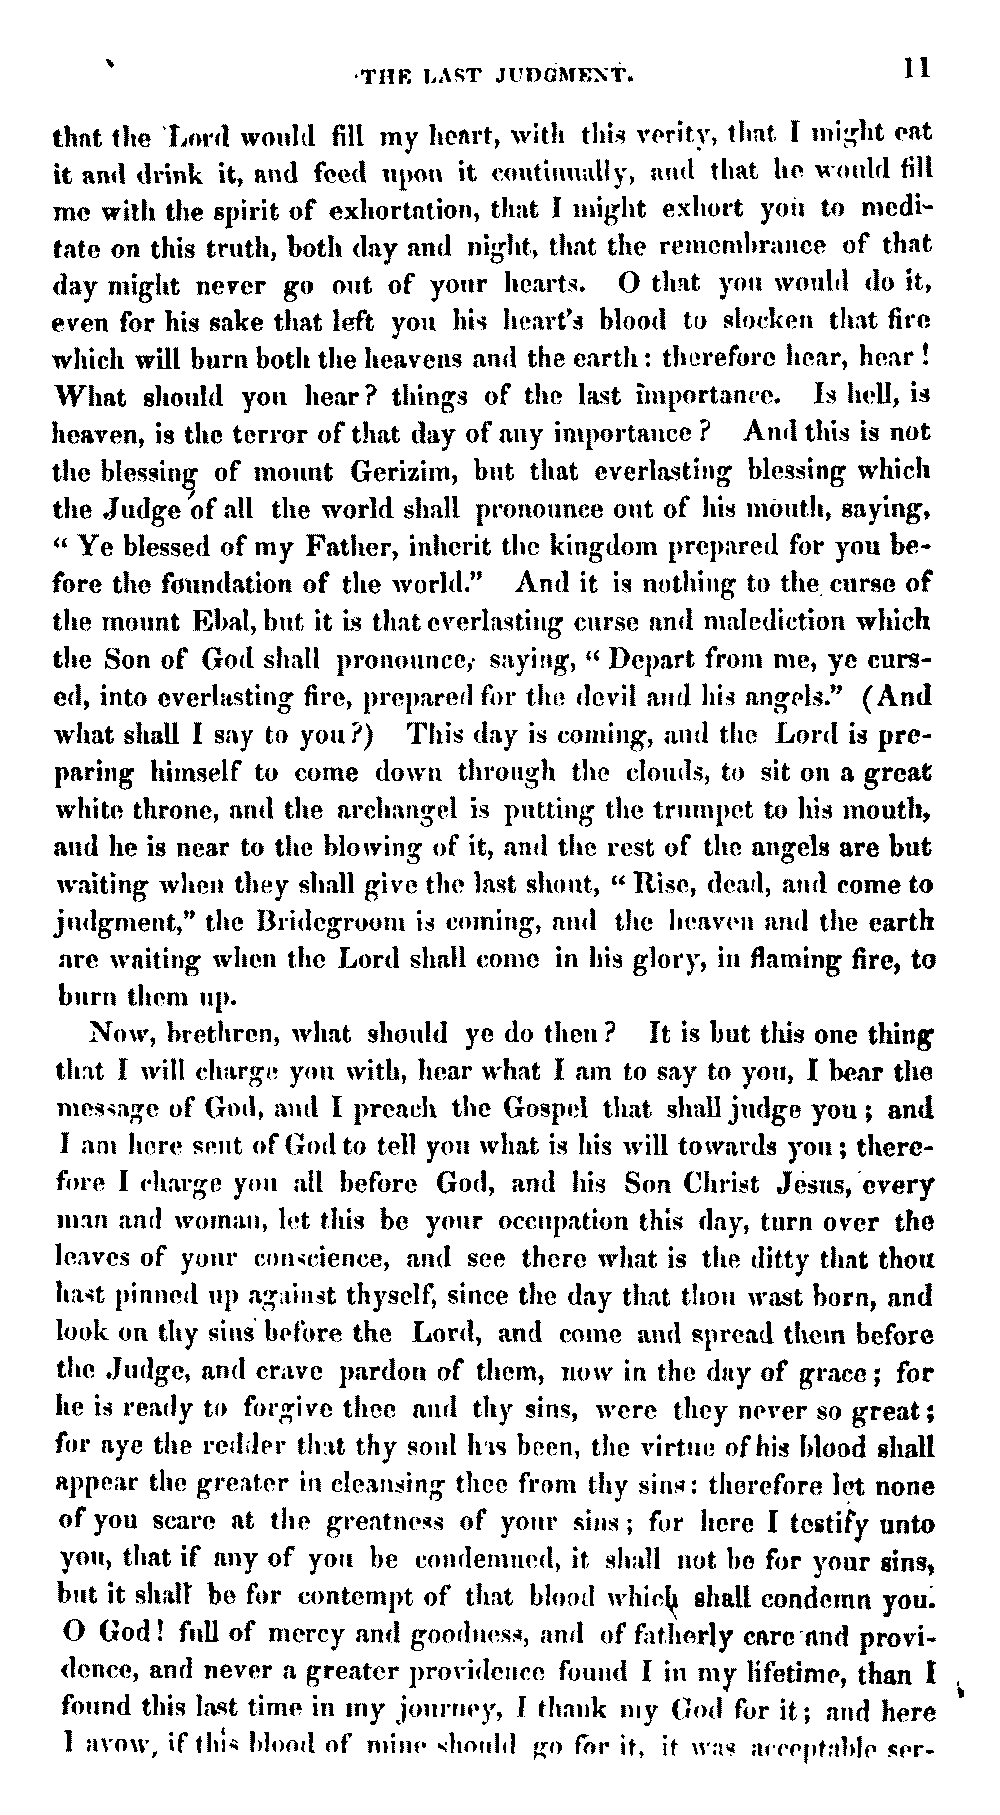 THE LAST JUDGMENT. 11
that the Lord would fill my heart, with this verity, that I might eat
it and drink it, and feed upon it continually, and that he would fill
me with the spirit of exhortation, that I might exhort you to medi-
tate on this truth, both day and night, that the remembrance of that
day might never go out of your hearts. O that you would do it,
even for his sake that left you his heart's blood to slocken that fire
which will burn both the heavens and the earth: therefore hear, hear!
What should you hear? things of the last importance. Is hell, is
heaven, is the terror of that day of any importance? And this is not
the blessing of mount Gerizim, but that everlasting blessing which
the Judge of all the world shall pronounce out of his mouth, saying,
“ Ye blessed of my Father, inherit the kingdom prepared for you be-
fore the foundation of the world.” And it is nothing to the curse of
the mount Ebal, but it is that everlasting curse and malediction which
the Son of God shall pronounce, saying, “ Depart from me, ye curs-
ed, into everlasting fire, prepared for the devil and his angels.” (And
what shall I say to you?) This day is coming, and the Lord is pre-
paring himself to come down through the clouds, to sit on a great
white throne, and the archangel is putting the trumpet to his mouth,
and he is near to the blowing of it, and the rest of the angels are but
waiting when they shall give the last shout, “ Rise, dead, and come to
judgment,” the Bridegroom is coming, and the heaven and the earth
are waiting when the Lord shall come in his glory, in flaming fire, to
burn them up.
Now, brethren, what should ye do then? It is but this one thing
that I will charge you with, hear what I am to say to you, I bear the
message of God, and I preach the Gospel that shall judge you; and
I am here sent of God to tell you what is his will towards you; there-
fore I charge you all before God, and his Son Christ Jesus, every
man and woman, let this be your occupation this day, turn over the
leaves of your conscience, and see there what is the ditty that thou
hast pinned up against thyself, since the day that thou wast born, and
look on thy sins before the Lord, and come and spread them before
the Judge, and crave pardon of them, now in the day of grace; for
he is ready to forgive thee and thy sins, were they never so great;
for aye the redder that thy soul has been, the virtue of his blood shall
appear the greater in cleansing thee from thy sins: therefore let none
of you scare at the greatness of your sins; for here I testify unto
you, that if any of you be condemned, it shall not be for your sins,
but it shall be for contempt of that blood which shall condemn you.
O God! full of mercy and goodness, and of fatherly care and provi-
dence, and never a greater providence found I in my lifetime, than I
found this last time in my journey, I thank my God for it; and here
I avow, if this blood of mine should go for it, it was acceptable ser-